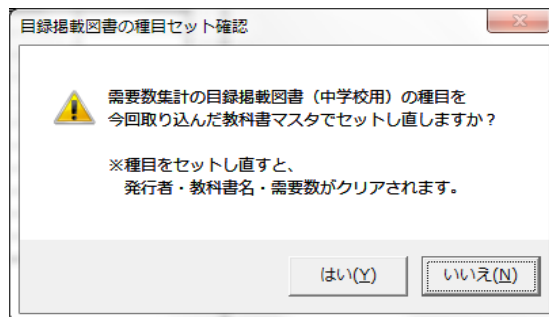 目録掲載図書の種目セット確認
需要数集計の目録掲載図書（中学校用）の種目を
今回取り込んだ教科書マスタでセットし直しますか？
※種目をセットし直すと、
発行者・教科書名・需要数がクリアされます。
はい(Y)
いいえ(N)